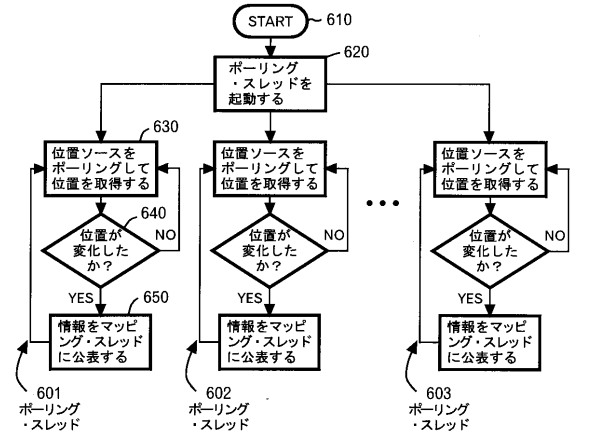 START
610
620
ポーリング
・スレッドを
起動する
630
位置ソースを
ポーリングして
位置を取得する
位置ソースを
ポーリングして
位置を取得する
位置ソースを
ポーリングして
位置を取得する
640
位置が
変化した
か？
NO
位置が
変化した
か？
NO
位置が
変化した
か？
NO
YES
650
YES
YES
情報をマッピ
ング・スレッド
に公表する
情報をマッピ
ング・スレッド
に公表する
情報をマッピ
ング・スレッド
に公表する
601
ポーリング
・スレッド
602
ポーリング
・スレッド
603
ポーリング
・スレッド